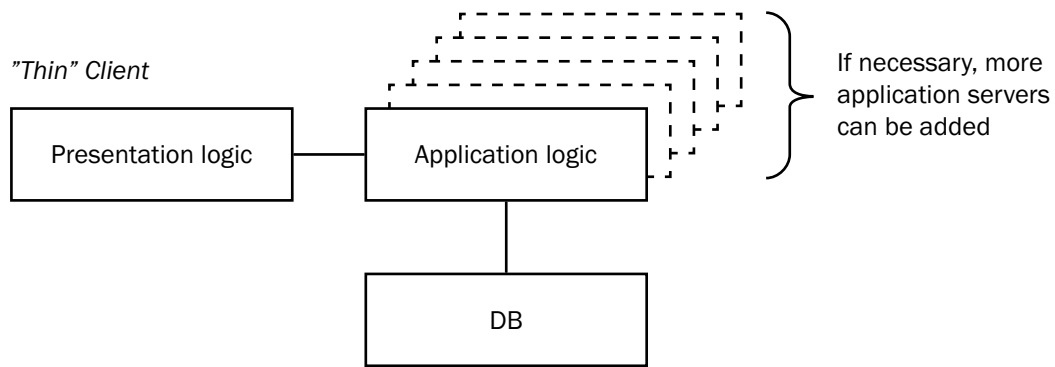 ”Thin” Client
If necessary, more
application servers
can be added
Presentation logic
Application logic
DB